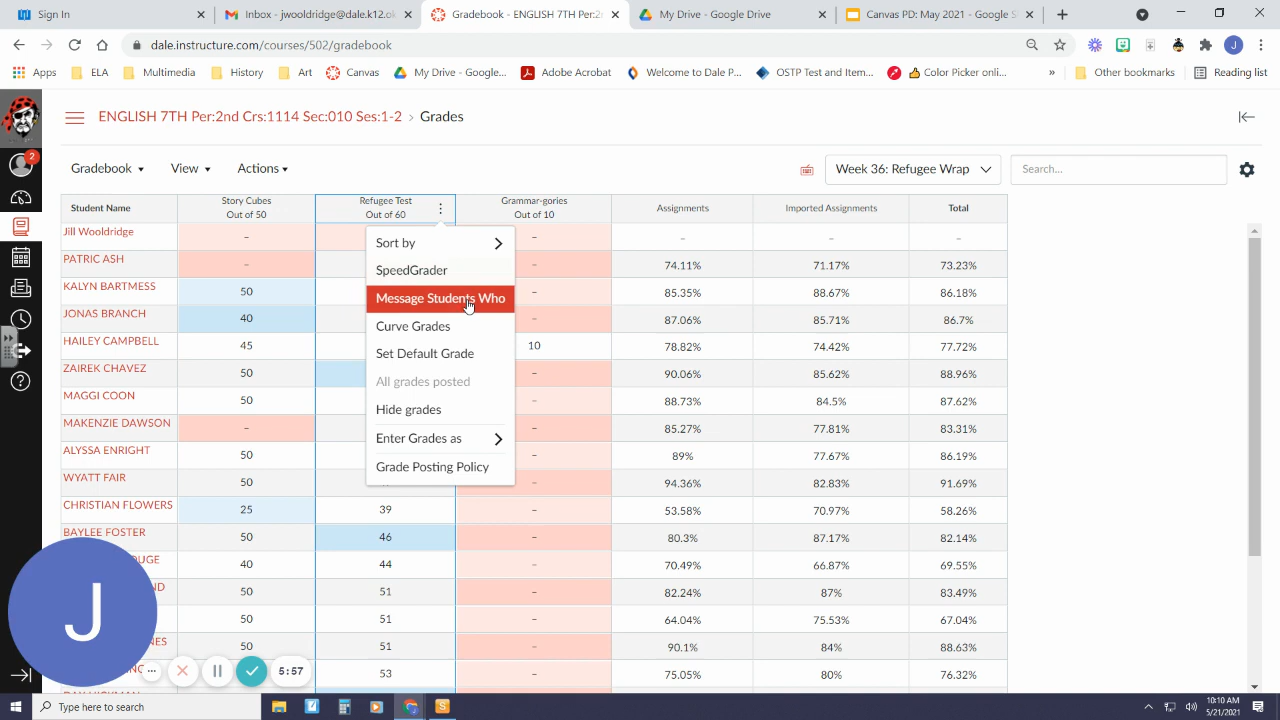 Sign In
Inbox - jwooldridge@dale12.ok
Gradebook - ENGLISH 7TH Per:2
My Drive - Google Drive
Canvas PD May 2021 - Google S
dale.instructure.com/courses/502/gradebook
J
Apps ELA Multimedia History Art Canvas My Drive - Google... Adobe Acrobat Welcome to Dale P... OSTP Test and Item... Color Picker onli... » Other bookmarks Reading list
ENGLISH 7TH Per:2nd Crs:1114 Sec:010 Ses:1-2 › Grades
2
Gradebook View Actions Week 36: Refugee Wrap Search...
Student Name Story Cubes Out of 50 Refugee Test Out of 60 Grammar-gories Out of 10 Assignments Imported Assignments Total
Jill Wooldridge – – – – –
PATRIC ASH – 74.11% 71.17% 73.23%
KALYN BARTMESS 50 – 85.35% 88.67% 86.18%
JONAS BRANCH 40 – 87.06% 85.71% 86.7%
HAILEY CAMPBELL 45 10 78.82% 74.42% 77.72%
ZAIREK CHAVEZ 50 – 90.06% 85.62% 88.96%
MAGGI COON 50 – 88.73% 84.5% 87.62%
MAKENZIE DAWSON – – 85.27% 77.81% 83.31%
ALYSSA ENRIGHT 50 – 89% 77.67% 86.19%
WYATT FAIR 50 – 94.36% 82.83% 91.69%
CHRISTIAN FLOWERS 25 39 – 53.58% 70.97% 58.26%
BAYLEE FOSTER 50 46 – 80.3% 87.17% 82.14%
40 44 – 70.49% 66.87% 69.55%
50 51 – 82.24% 87% 83.49%
50 51 – 64.04% 75.53% 67.04%
50 51 – 90.1% 84% 88.63%
53 – 75.05% 80% 76.32%
Sort by
SpeedGrader
Message Students Who
Curve Grades
Set Default Grade
All grades posted
Hide grades
Enter Grades as
Grade Posting Policy
J
5:57
Type here to search
10:10 AM
5/21/2021